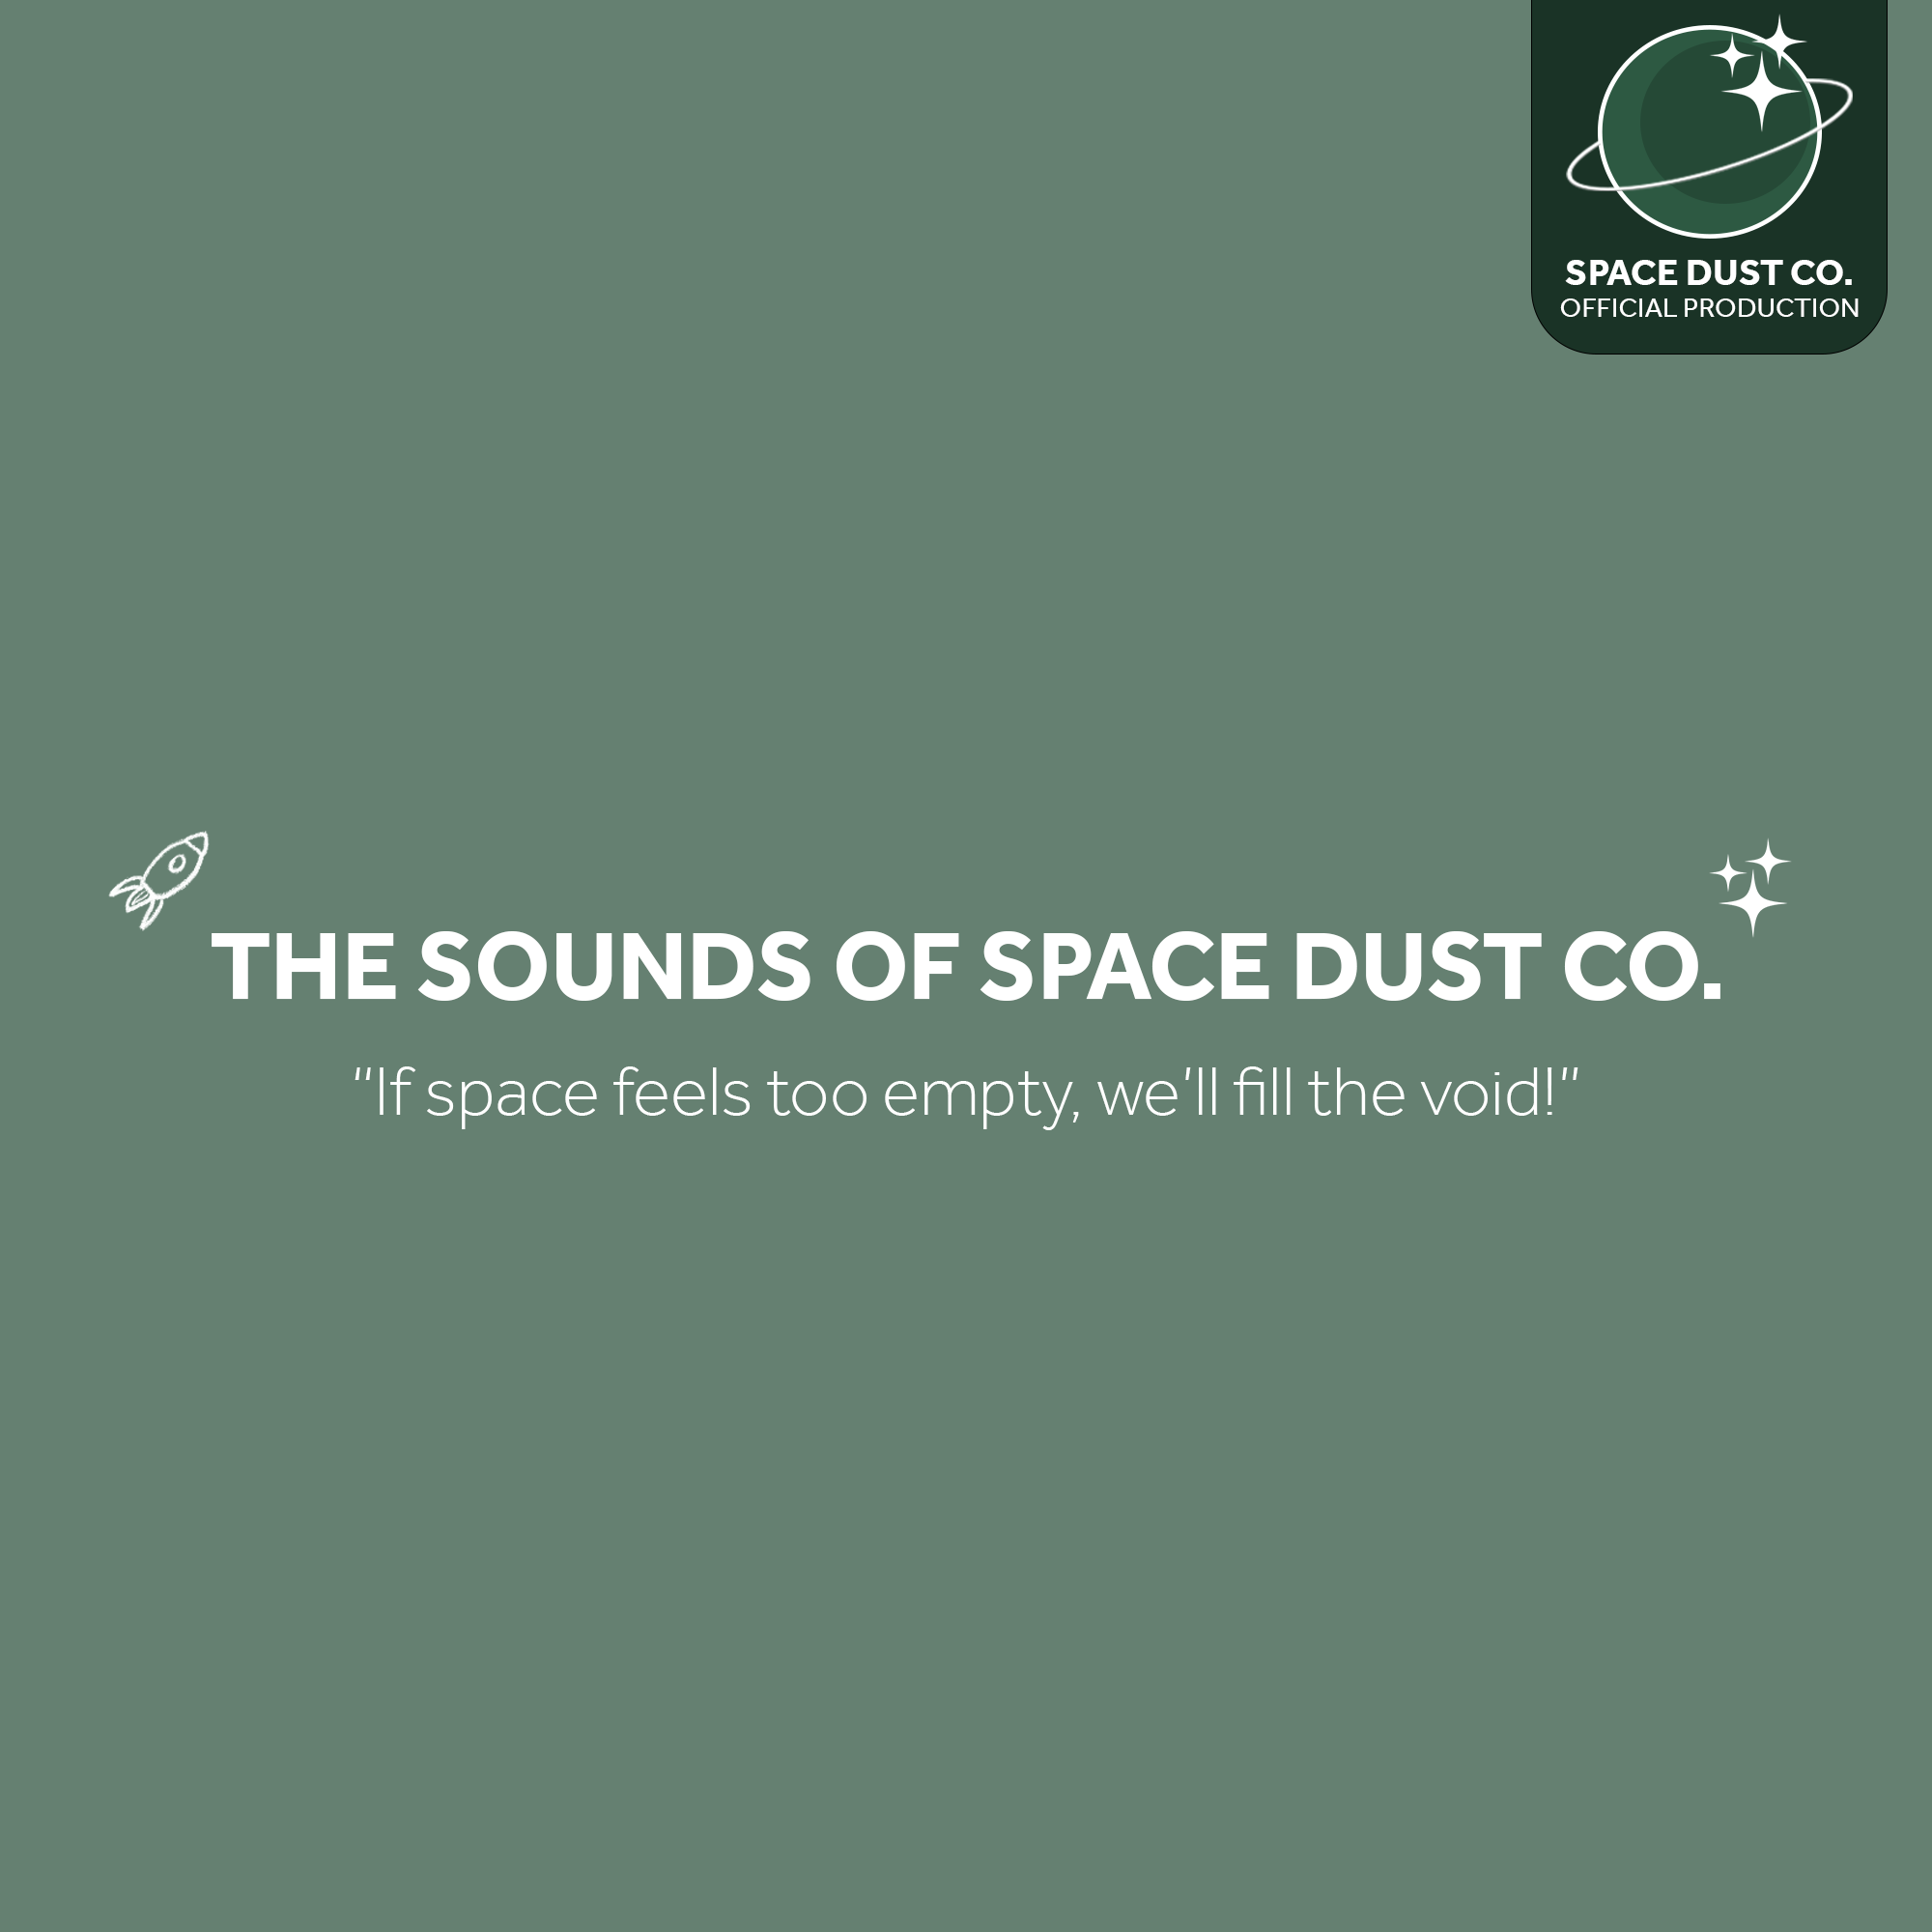 SPACE DUST CO.
OFFICIAL PRODUCTION
THE SOUNDS OF SPACE DUST CO.
"If space feels too empty, we'll fill the void!"